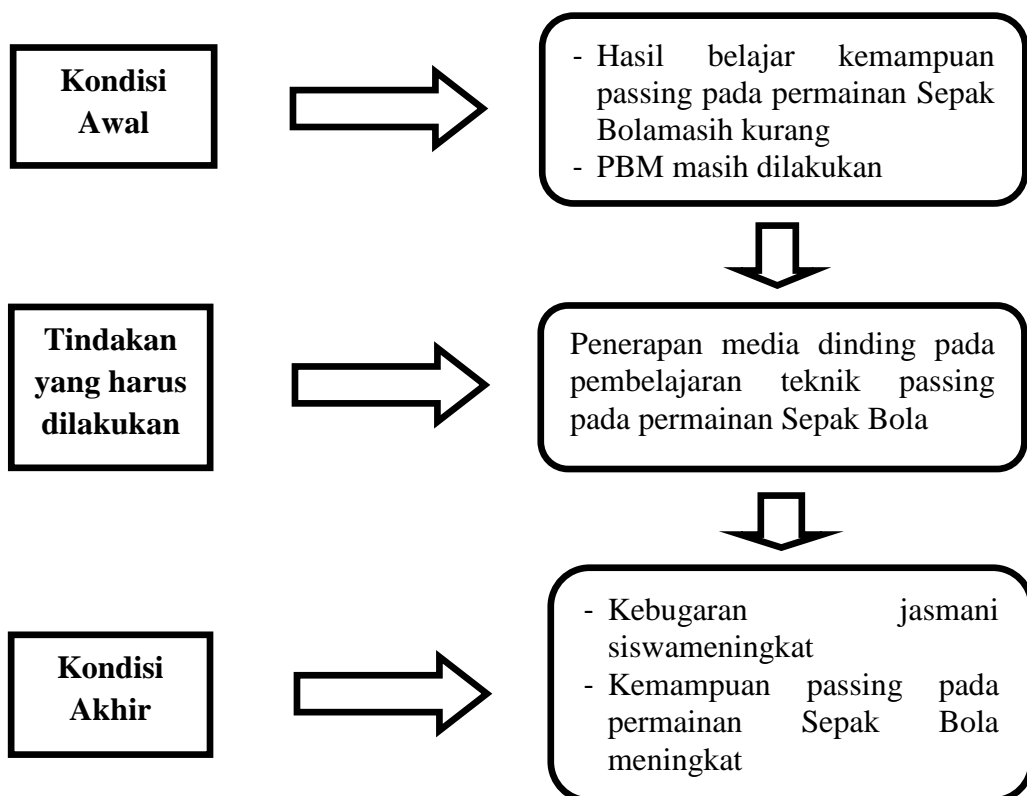 Kondisi
Awal
- Hasil belajar kemampuan
passing pada permainan Sepak
Bolamasih kurang
- PBM masih dilakukan
Tindakan
yang harus
dilakukan
Penerapan media dinding pada
pembelajaran teknik passing
pada permainan Sepak Bola
Kondisi
Akhir
- Kebugaran jasmani
siswameningkat
- Kemampuan passing pada
permainan Sepak Bola
meningkat